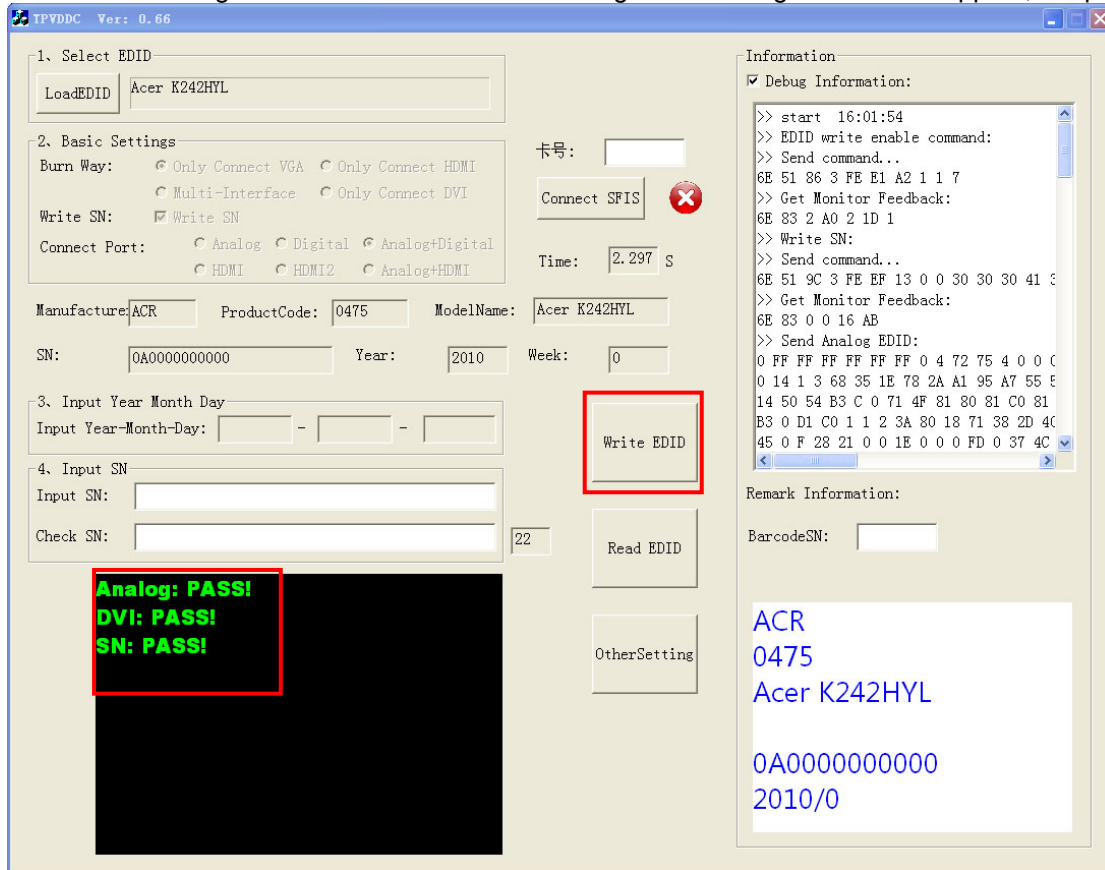 TPVDDC Ver: 0.66
1、Select EDID
LoadEDID
Acer K242HYL
2、Basic Settings
Burn Way:
Only Connect VGA
Only Connect HDMI
Multi-Interface
Only Connect DVI
Write SN:
Write SN
Connect Port:
Analog
Digital
Analog+Digital
HDMI
HDMI2
Analog+HDMI
卡号:
Connect SFIS
Time:
2.297
S
Manufacture:
ACR
ProductCode:
0475
ModelName:
Acer K242HYL
SN:
0A0000000000
Year:
2010
Week:
0
3、Input Year Month Day
Input Year-Month-Day:
-
-
4、Input SN
Input SN:
Check SN:
22
Write EDID
Read EDID
OtherSetting
Analog: PASS!
DVI: PASS!
SN: PASS!
Information
Debug Information:
>> start 16:01:54
>> EDID write enable command:
>> Send command...
6E 51 86 3 FE E1 A2 1 1 7
>> Get Monitor Feedback:
6E 83 2 A0 2 1D 1
>> Write SN:
>> Send command...
6E 51 9C 3 FE EF 13 0 0 30 30 30 41
>> Get Monitor Feedback:
6E 83 0 0 16 AB
>> Send Analog EDID:
0 FF FF FF FF FF FF 0 4 72 75 4 0 0
0 14 1 3 68 35 1E 78 2A A1 95 A7 55
14 50 54 B3 C 0 71 4F 81 80 81 C0 81
B3 0 D1 C0 1 1 2 3A 80 18 71 38 2D
45 0 F 28 21 0 0 1E 0 0 0 FD 0 37 4C
Remark Information:
BarcodeSN:
ACR
0475
Acer K242HYL
0A0000000000
2010/0